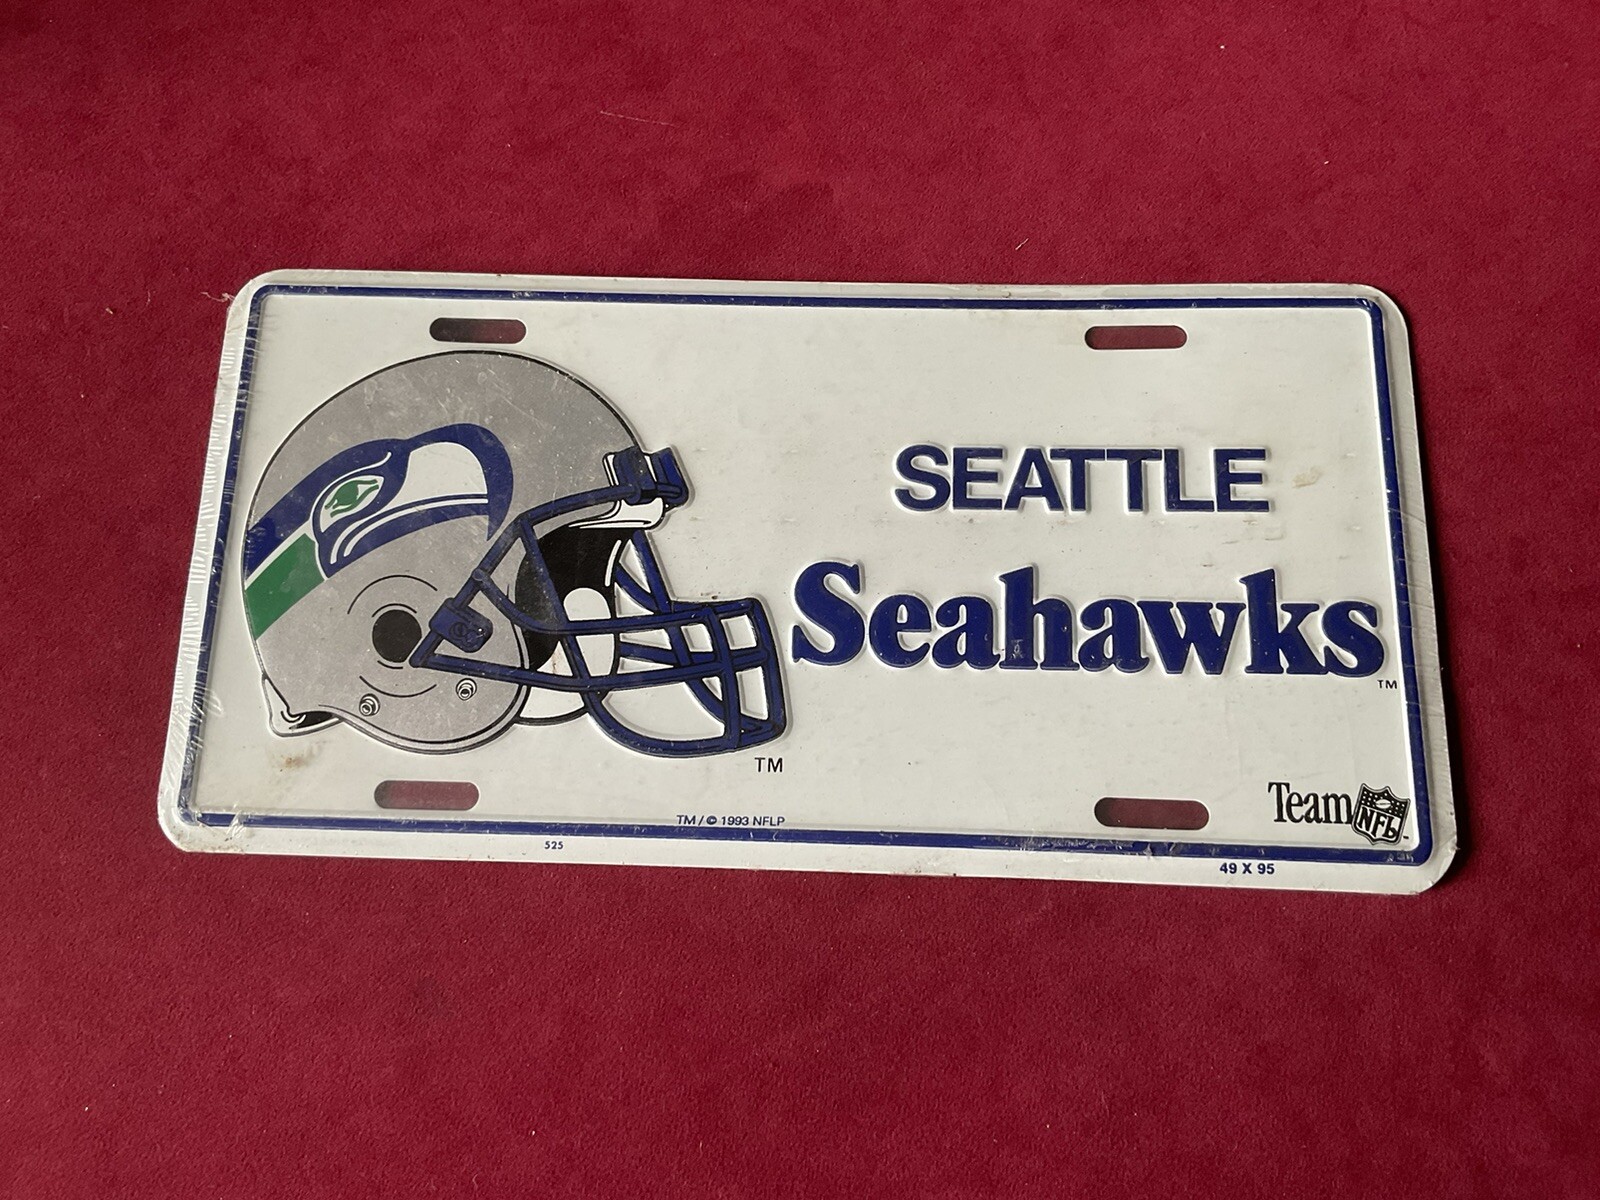 SEATTLE
Seahawks
TM
TM
Team NFL
TM / © 1993 NFLP
525
49 X 95